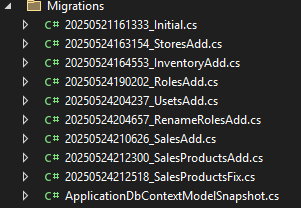 Migrations
C# 20250521161333_Initial.cs
C# 20250524163154_StoresAdd.cs
C# 20250524164553_InventoryAdd.cs
C# 20250524190202_RolesAdd.cs
C# 20250524204237_UsetsAdd.cs
C# 20250524204657_RenameRolesAdd.cs
C# 20250524210626_SalesAdd.cs
C# 20250524212300_SalesProductsAdd.cs
C# 20250524212518_SalesProductsFix.cs
C# ApplicationDbContextModelSnapshot.cs